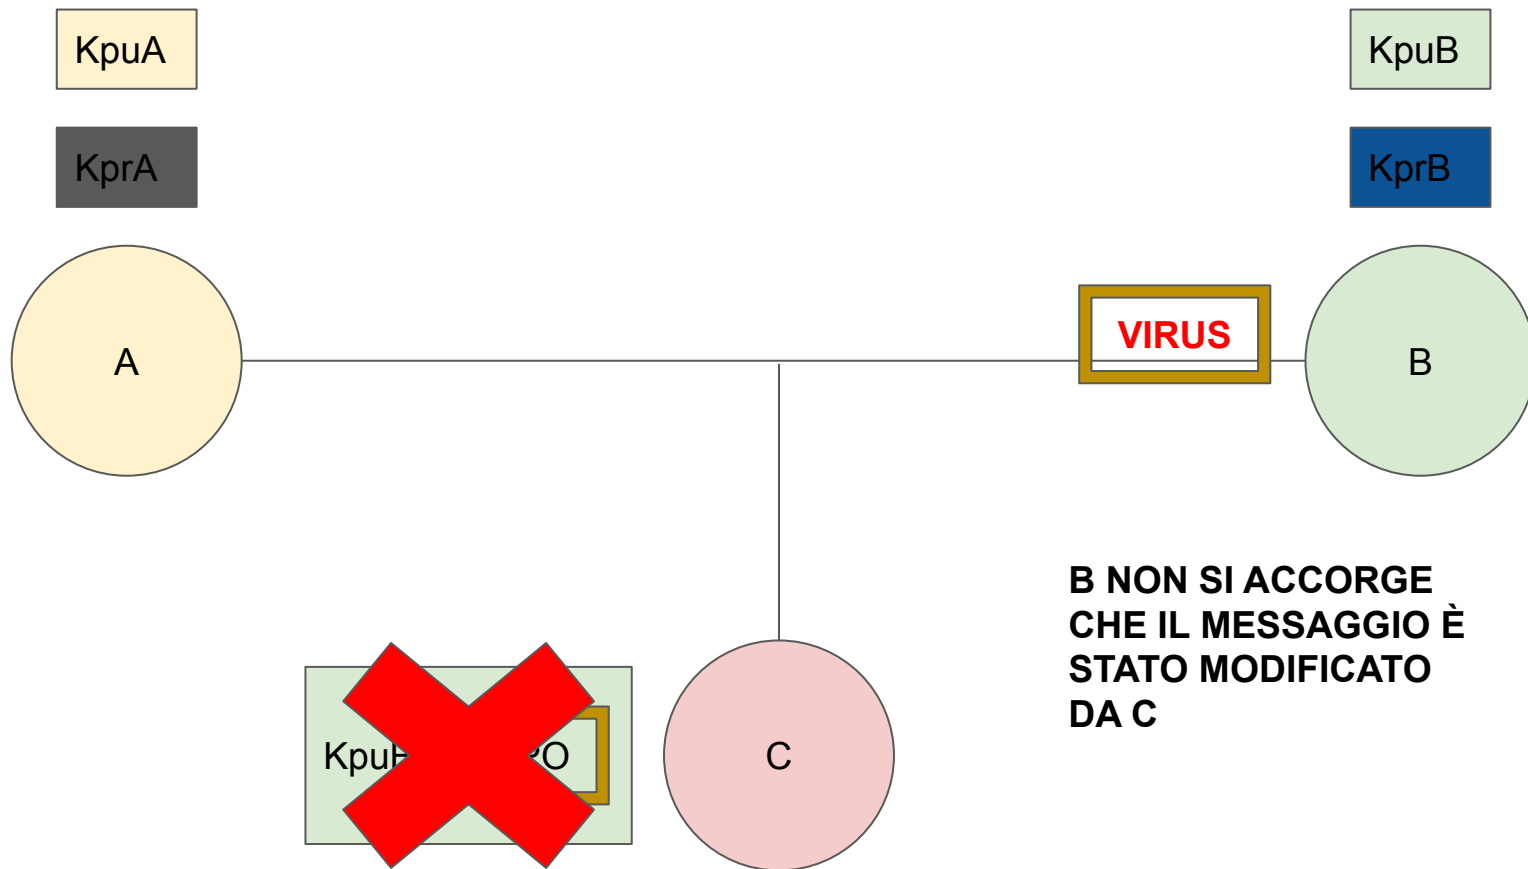 KpuA
KpuB
KprA
KprB
VIRUS
A
B
B NON SI ACCORGE
CHE IL MESSAGGIO È
STATO MODIFICATO
DA C
C